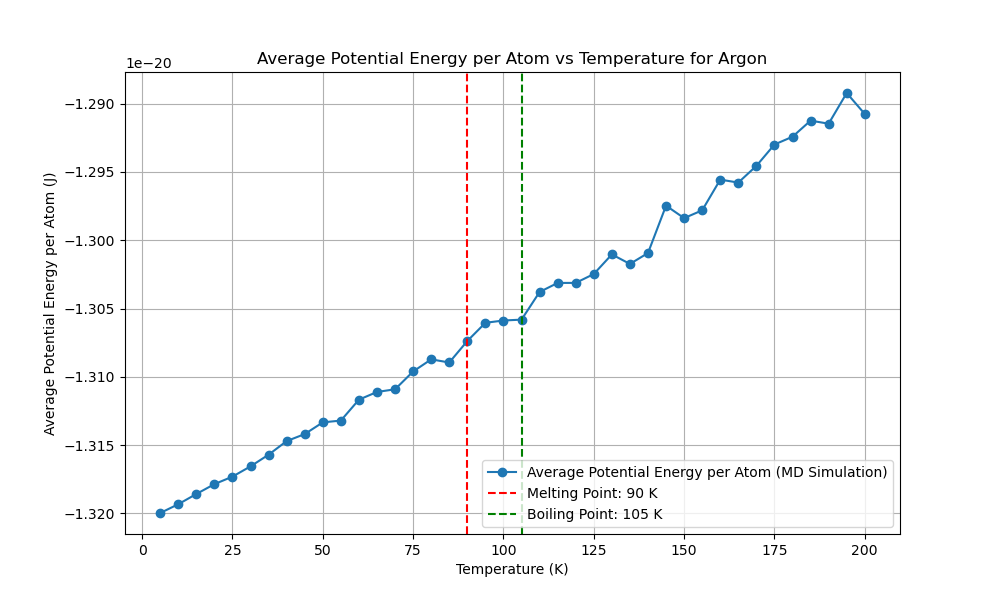 Average Potential Energy per Atom vs Temperature for Argon
1e−20
−1.290
−1.295
−1.300
−1.305
−1.310
−1.315
−1.320
Average Potential Energy per Atom (J)
Average Potential Energy per Atom (MD Simulation)
Melting Point: 90 K
Boiling Point: 105 K
0 25 50 75 100 125 150 175 200
Temperature (K)